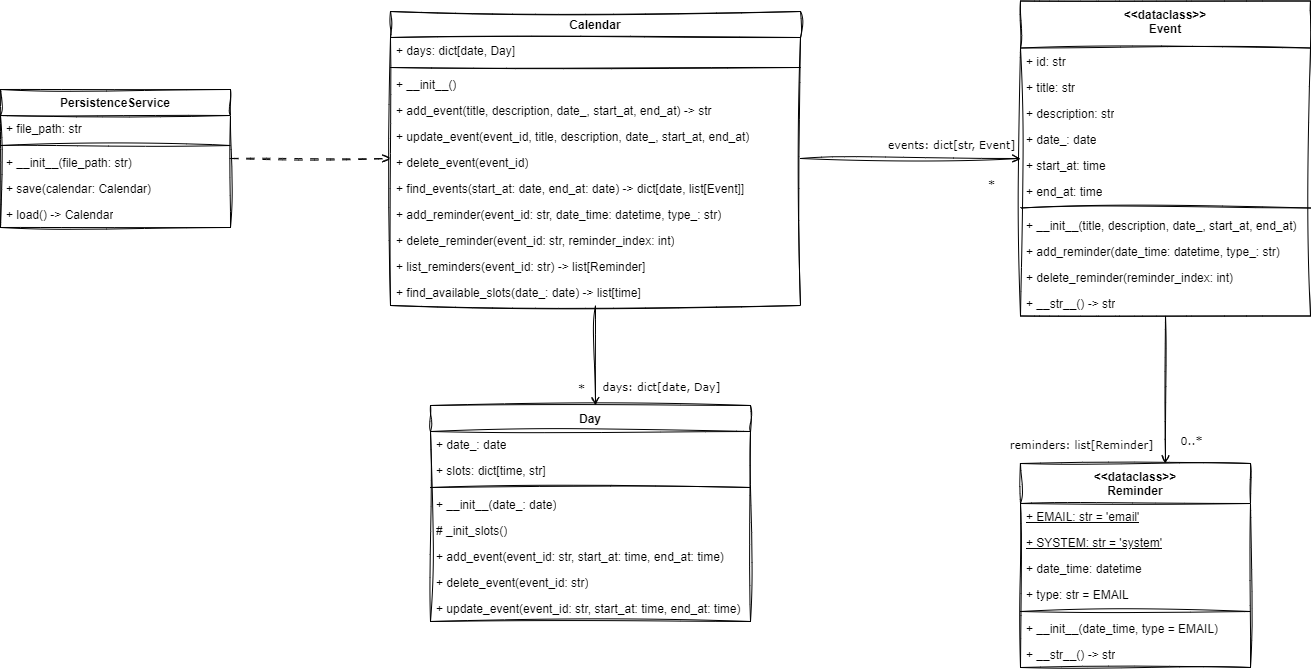 PersistenceService
+ file_path: str
+ __init__(file_path: str)
+ save(calendar: Calendar)
+ load() -> Calendar
Calendar
+ days: dict[date, Day]
+ __init__()
+ add_event(title, description, date_, start_at, end_at) -> str
+ update_event(event_id, title, description, date_, start_at, end_at)
+ delete_event(event_id)
+ find_events(start_at: date, end_at: date) -> dict[date, list[Event]]
+ add_reminder(event_id: str, date_time: datetime, type_: str)
+ delete_reminder(event_id: str, reminder_index: int)
+ list_reminders(event_id: str) -> list[Reminder]
+ find_available_slots(date_: date) -> list[time]
events: dict[str, Event]
*
<<dataclass>>
Event
+ id: str
+ title: str
+ description: str
+ date_: date
+ start_at: time
+ end_at: time
+ __init__(title, description, date_, start_at, end_at)
+ add_reminder(date_time: datetime, type_: str)
+ delete_reminder(reminder_index: int)
+ __str__() -> str
* days: dict[date, Day]
Day
+ date_: date
+ slots: dict[time, str]
+ __init__(date_: date)
# _init_slots()
+ add_event(event_id: str, start_at: time, end_at: time)
+ delete_event(event_id: str)
+ update_event(event_id: str, start_at: time, end_at: time)
reminders: list[Reminder] 0..*
<<dataclass>>
Reminder
+ EMAIL: str = 'email'
+ SYSTEM: str = 'system'
+ date_time: datetime
+ type: str = EMAIL
+ __init__(date_time, type = EMAIL)
+ __str__() -> str